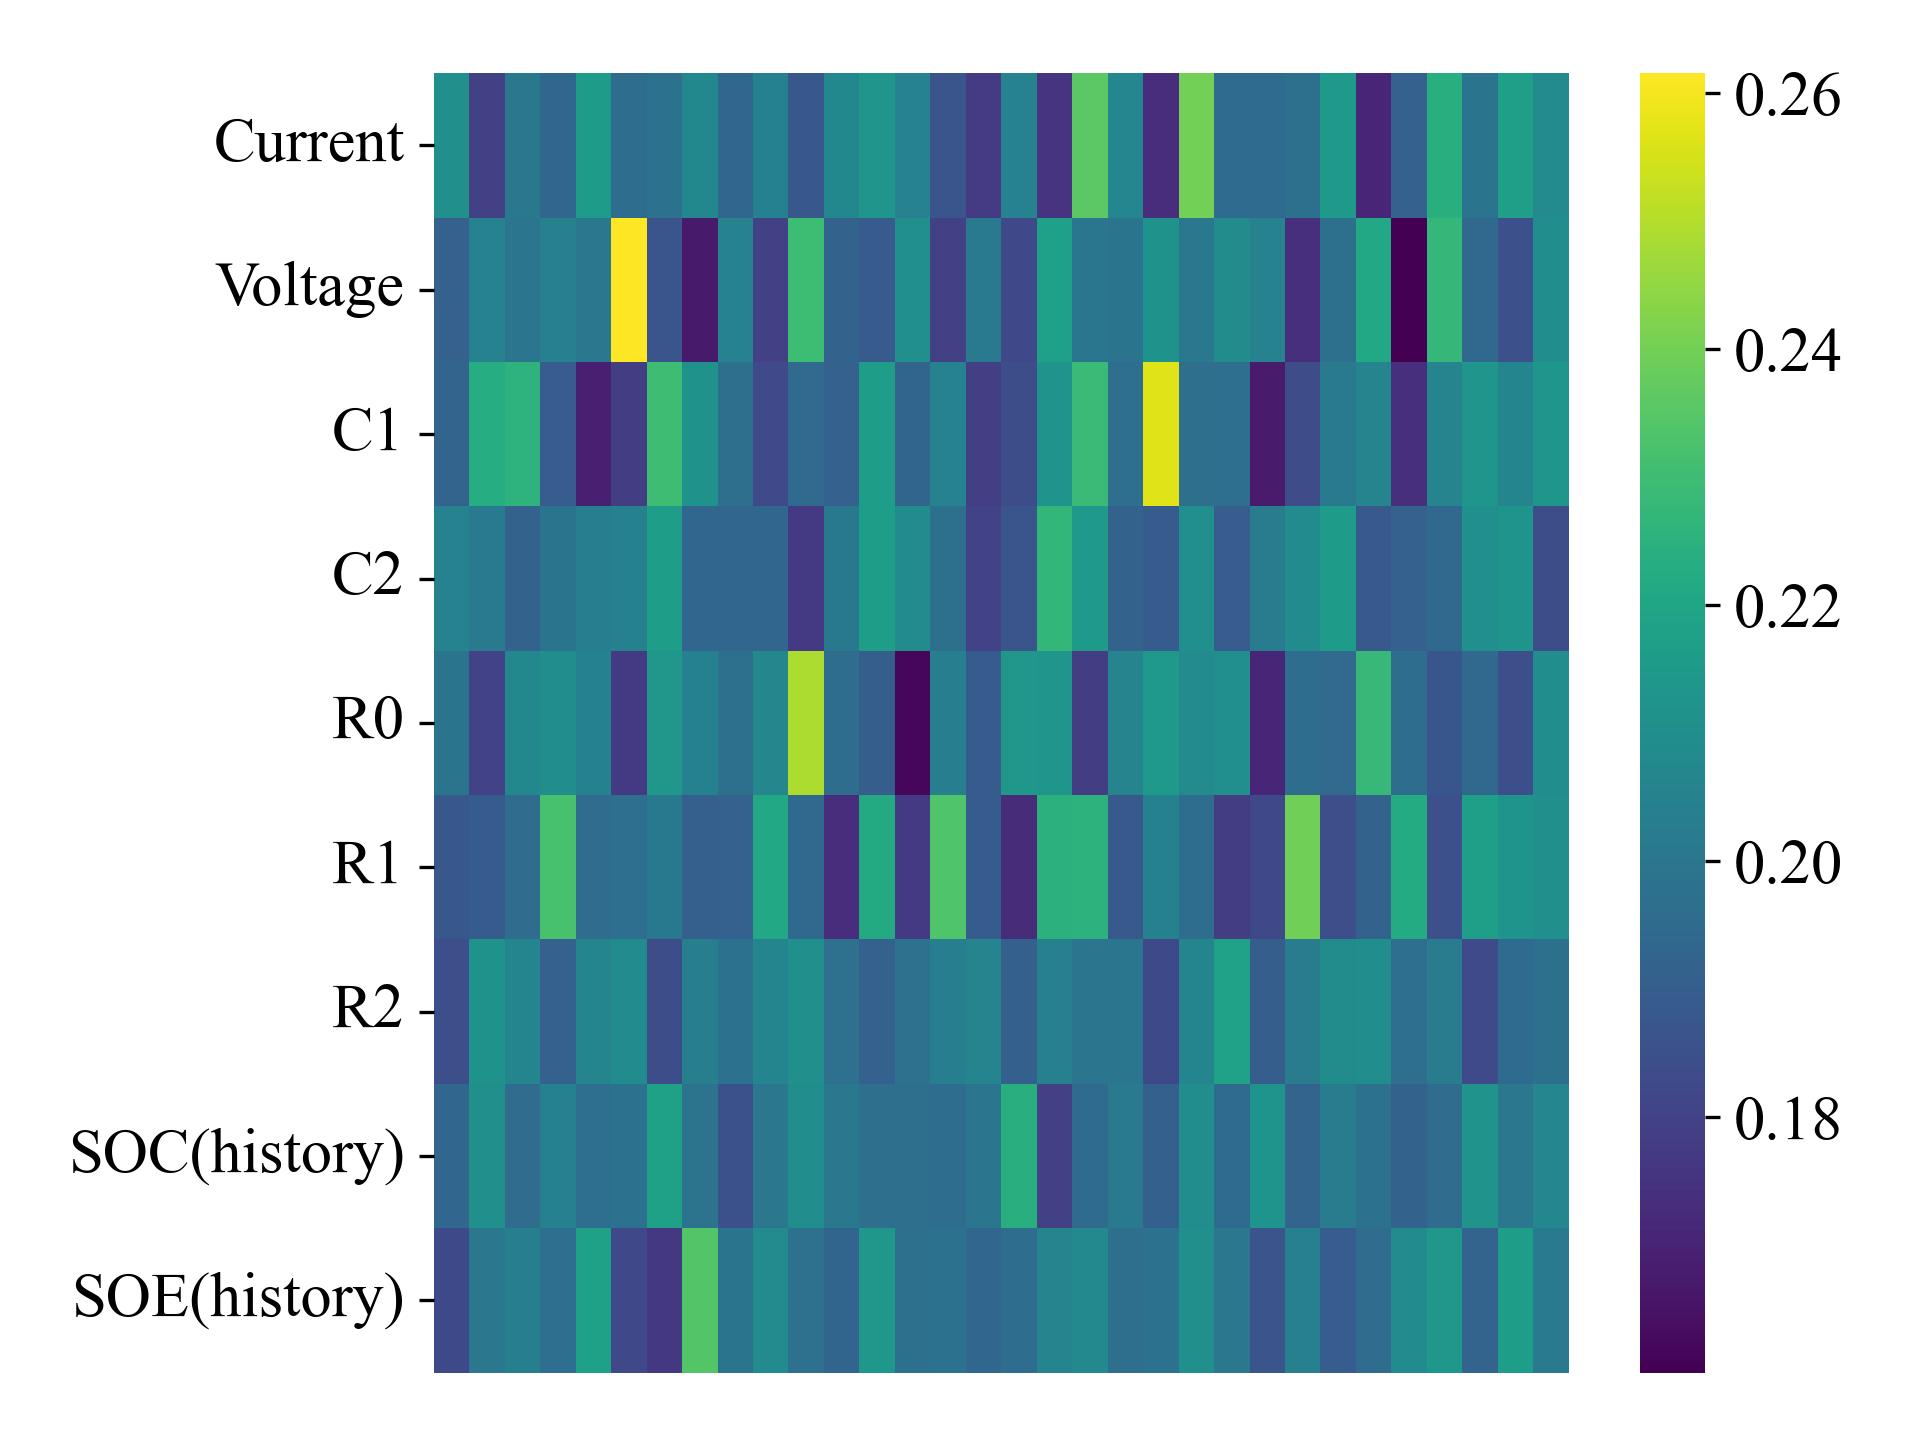 Current
Voltage
C1
C2
R0
R1
R2
SOC(history)
SOE(history)
0.26
0.24
0.22
0.20
0.18